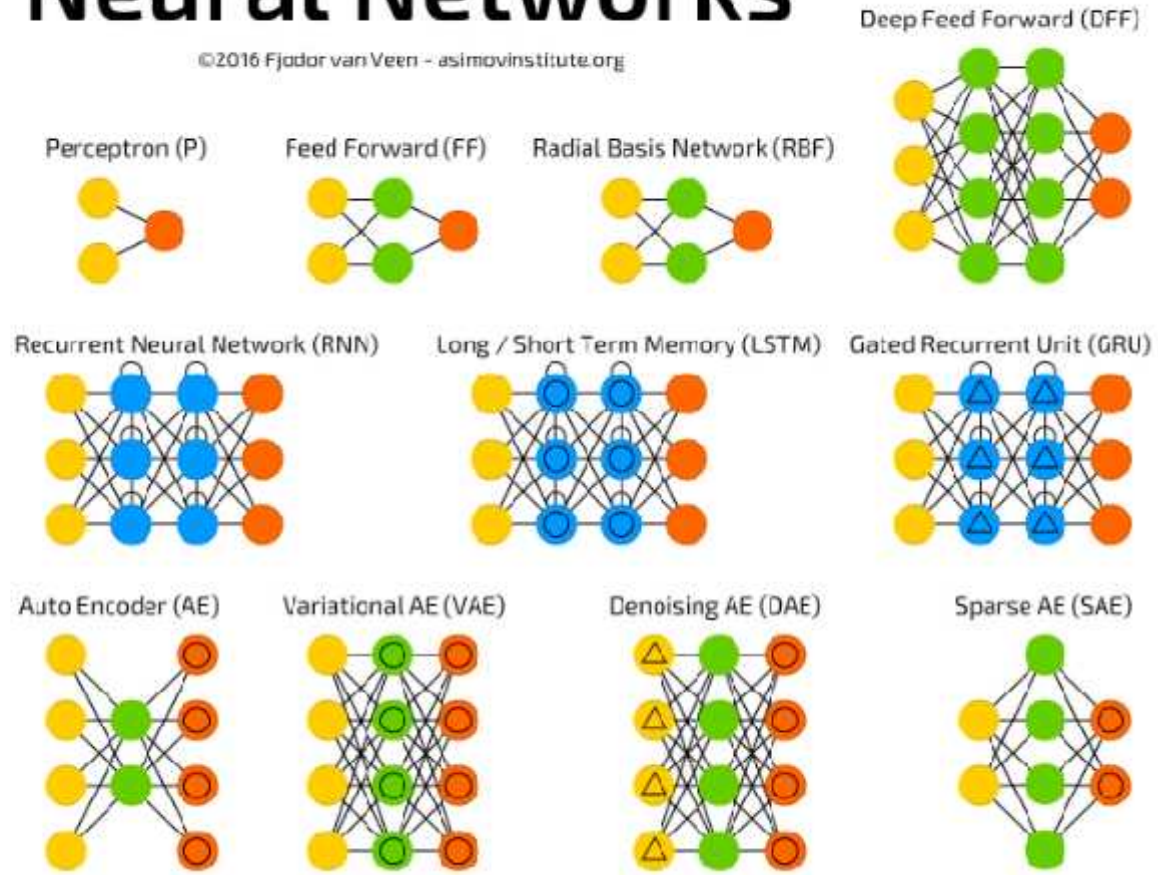 Neural Networks
©2016 Fjodor van Veen - asimovinstitute.org
Deep Feed Forward (DFF)
Perceptron (P)
Feed Forward (FF)
Radial Basis Network (RBF)
Recurrent Neural Network (RNN)
Long / Short Term Memory (LSTM)
Gated Recurrent Unit (GRU)
Auto Encoder (AE)
Variational AE (VAE)
Denoising AE (DAE)
Sparse AE (SAE)